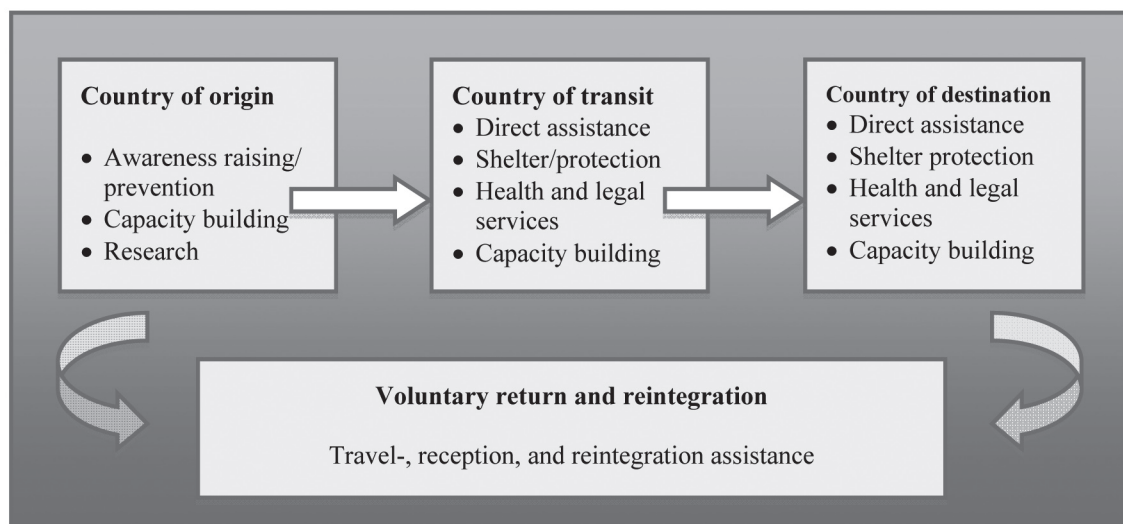 Country of origin
• Awareness raising/
prevention
• Capacity building
• Research
Country of transit
• Direct assistance
• Shelter/protection
• Health and legal
services
• Capacity building
Country of destination
• Direct assistance
• Shelter protection
• Health and legal
services
• Capacity building
Voluntary return and reintegration
Travel-, reception, and reintegration assistance